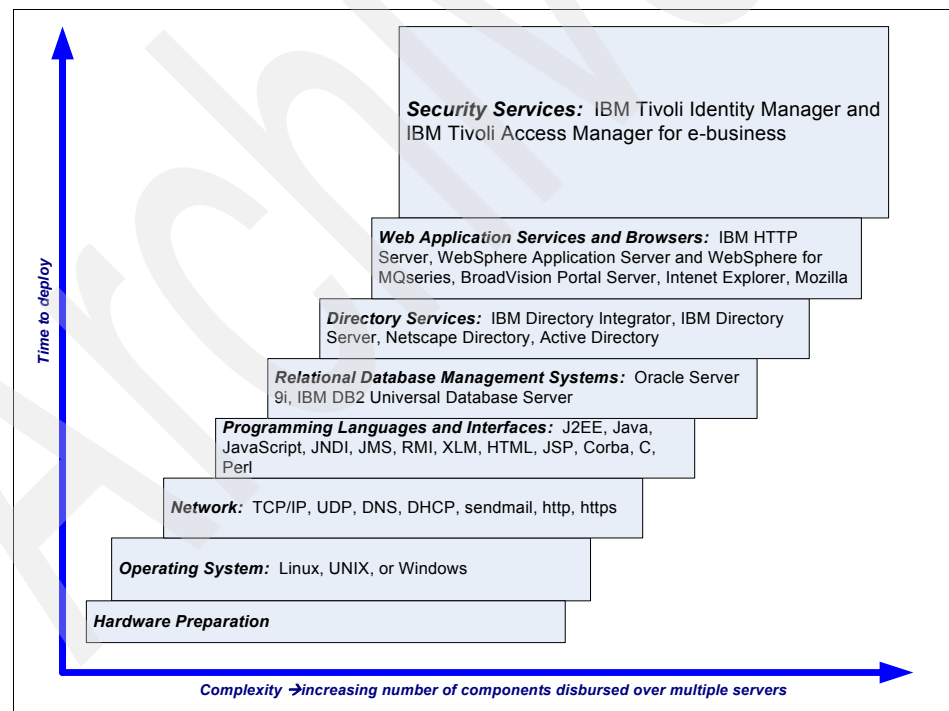 Security Services: IBM Tivoli Identity Manager and
IBM Tivoli Access Manager for e-business
Web Application Services and Browsers: IBM HTTP
Server, WebSphere Application Server and WebSphere for
MQseries, BroadVision Portal Server, Intenet Explorer, Mozilla
Directory Services: IBM Directory Integrator, IBM Directory
Server, Netscape Directory, Active Directory
Relational Database Management Systems: Oracle Server
9i, IBM DB2 Universal Database Server
Programming Languages and Interfaces: J2EE, Java,
JavaScript, JNDI, JMS, RMI, XLM, HTML, JSP, Corba, C,
Perl
Network: TCP/IP, UDP, DNS, DHCP, sendmail, http, https
Operating System: Linux, UNIX, or Windows
Hardware Preparation
Time to deploy
Complexity →increasing number of components disbursed over multiple servers